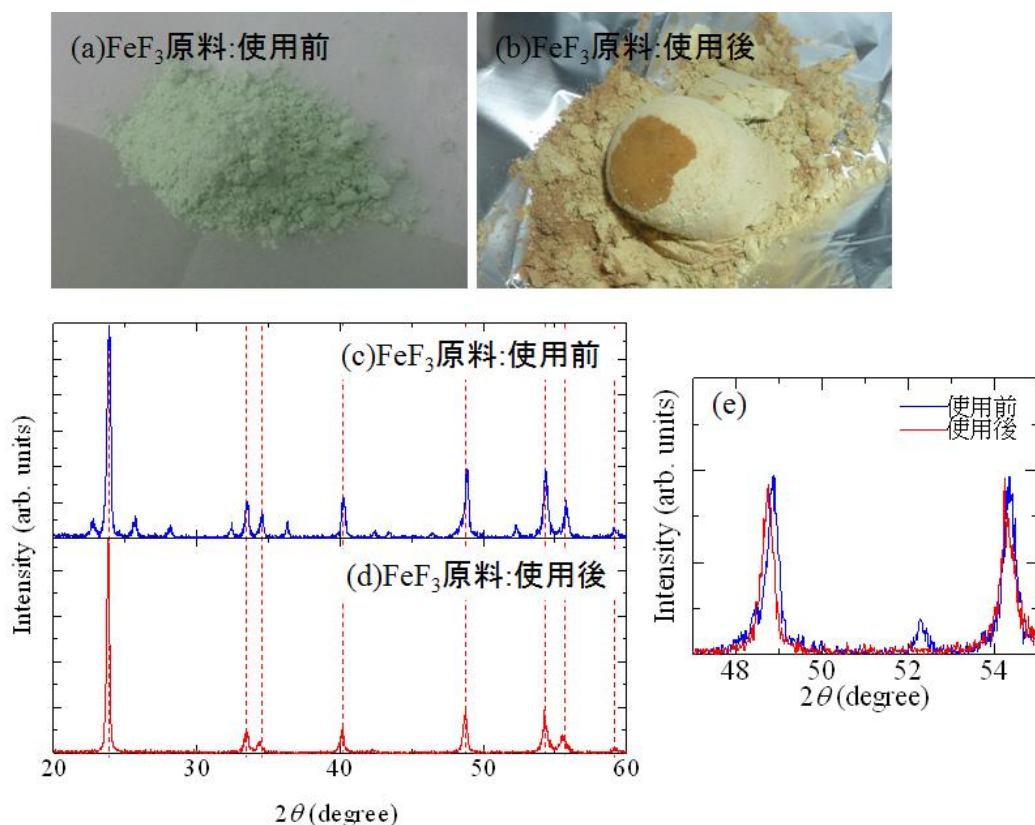 (a)FeF3原料:使用前
(b)FeF3原料:使用後
(c)FeF3原料:使用前
(d)FeF3原料:使用後
Intensity (arb. units)
20 30 40 50 60
2θ(degree)
(e)
使用前
使用後
Intensity (arb. units)
48 50 52 54
2θ(degree)